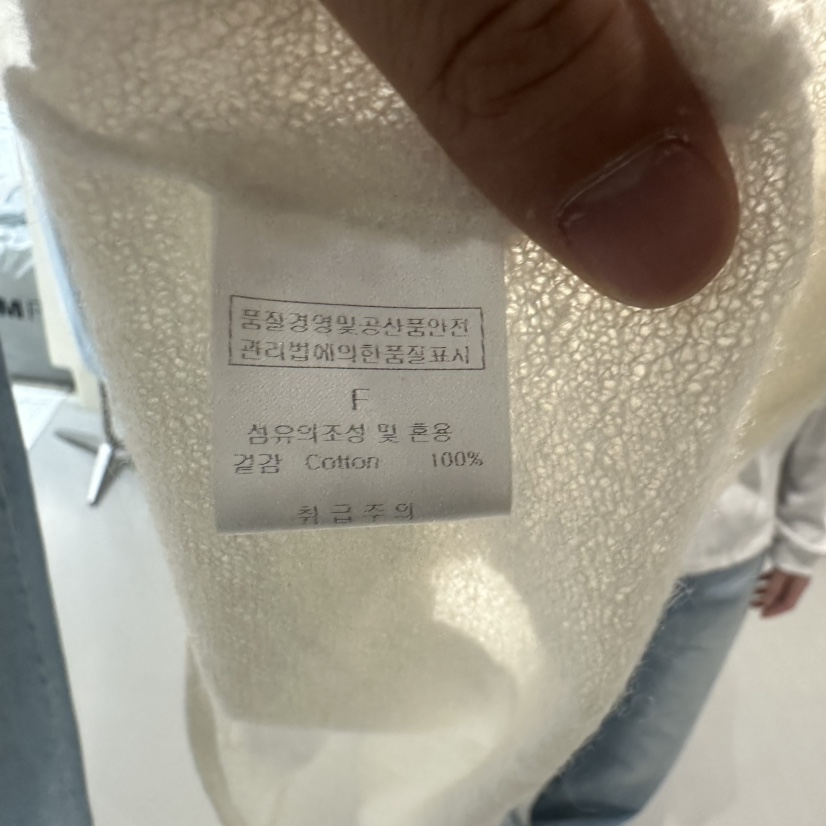 품질경영및공산품안전
관리법에의한품질표시
F
섬유의조성 및 혼용
겉감 Cotton 100%
취급주의